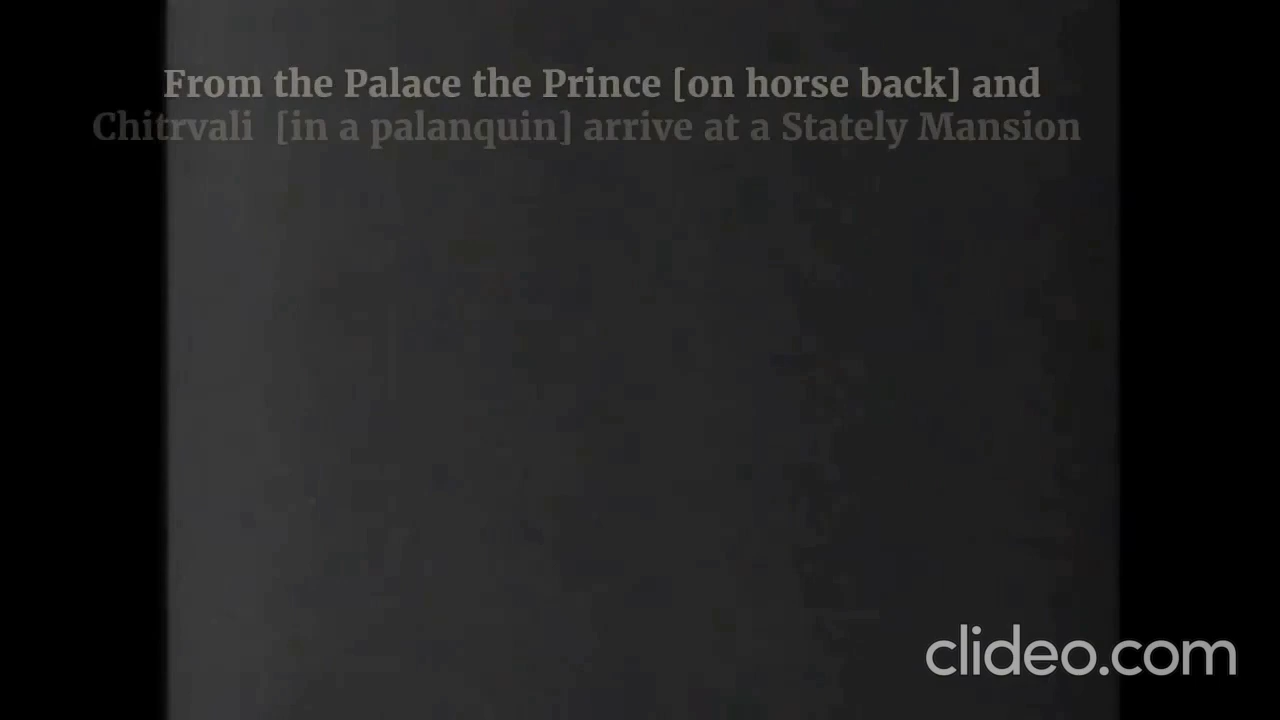 From the Palace the Prince [on horse back] and
Chitrvali [in a palanquin] arrive at a Stately Mansion
clideo.com